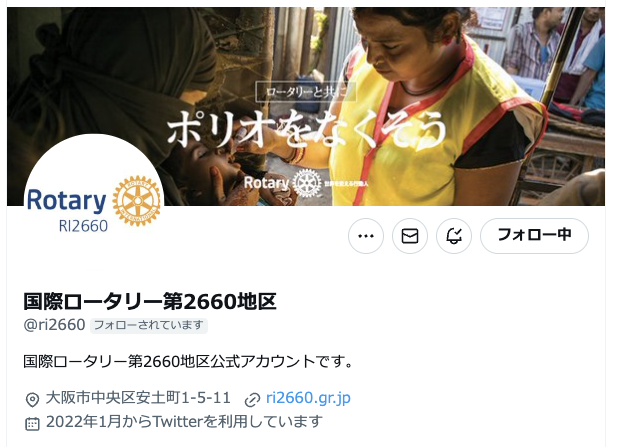 ロータリーと共に
ポリオをなくそう
Rotary
世界を変える行動人
Rotary
RI2660
フォロー中
国際ロータリー第2660地区
@ri2660 フォローされています
国際ロータリー第2660地区公式アカウントです。
大阪市中央区安土町1-5-11 ri2660.gr.jp
2022年1月からTwitterを利用しています